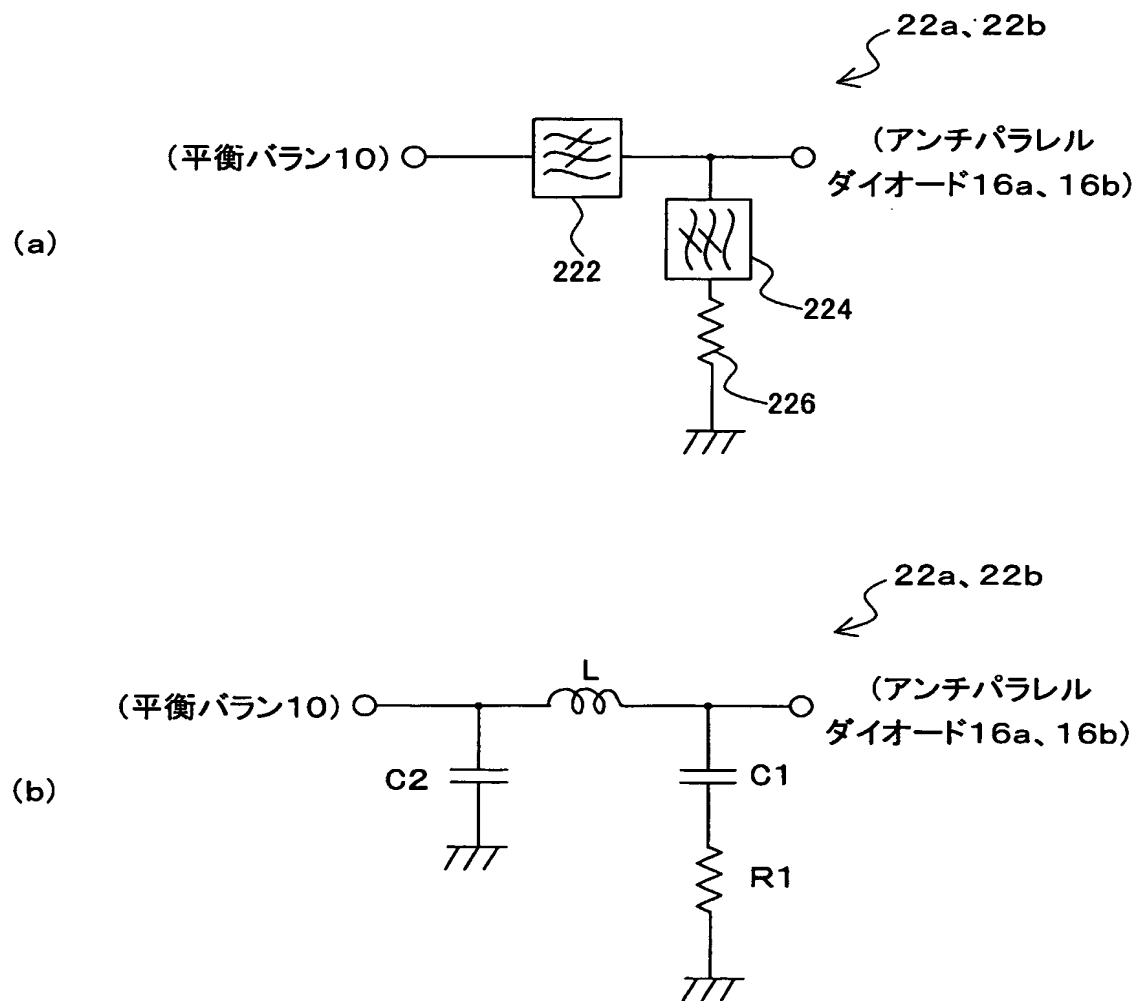 22a、22b
(平衡バラン10)
(アンチパラレル
ダイオード16a、16b)
(a)
222
224
226
22a、22b
L
(平衡バラン10)
(アンチパラレル
ダイオード16a、16b)
C2
C1
(b)
R1